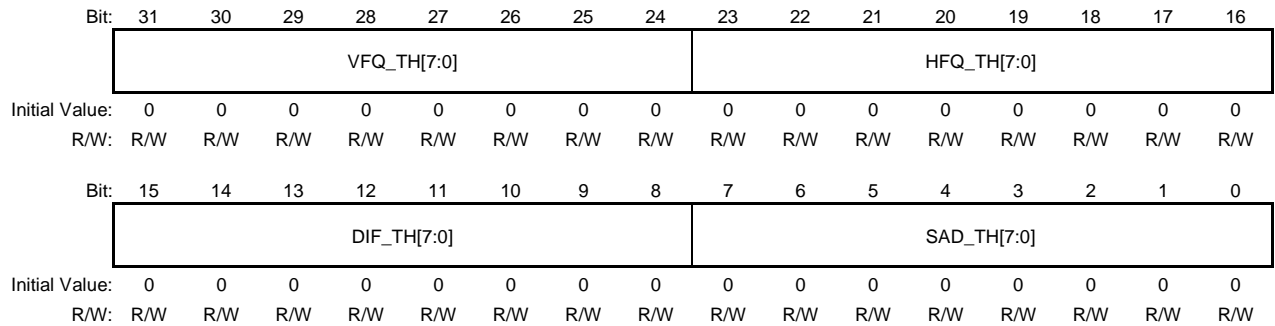 Bit: 31 30 29 28 27 26 25 24 23 22 21 20 19 18 17 16
VFQ_TH[7:0] HFQ_TH[7:0]
Initial Value: 0 0 0 0 0 0 0 0 0 0 0 0 0 0 0 0
R/W: R/W R/W R/W R/W R/W R/W R/W R/W R/W R/W R/W R/W R/W R/W R/W R/W
Bit: 15 14 13 12 11 10 9 8 7 6 5 4 3 2 1 0
DIF_TH[7:0] SAD_TH[7:0]
Initial Value: 0 0 0 0 0 0 0 0 0 0 0 0 0 0 0 0
R/W: R/W R/W R/W R/W R/W R/W R/W R/W R/W R/W R/W R/W R/W R/W R/W R/W